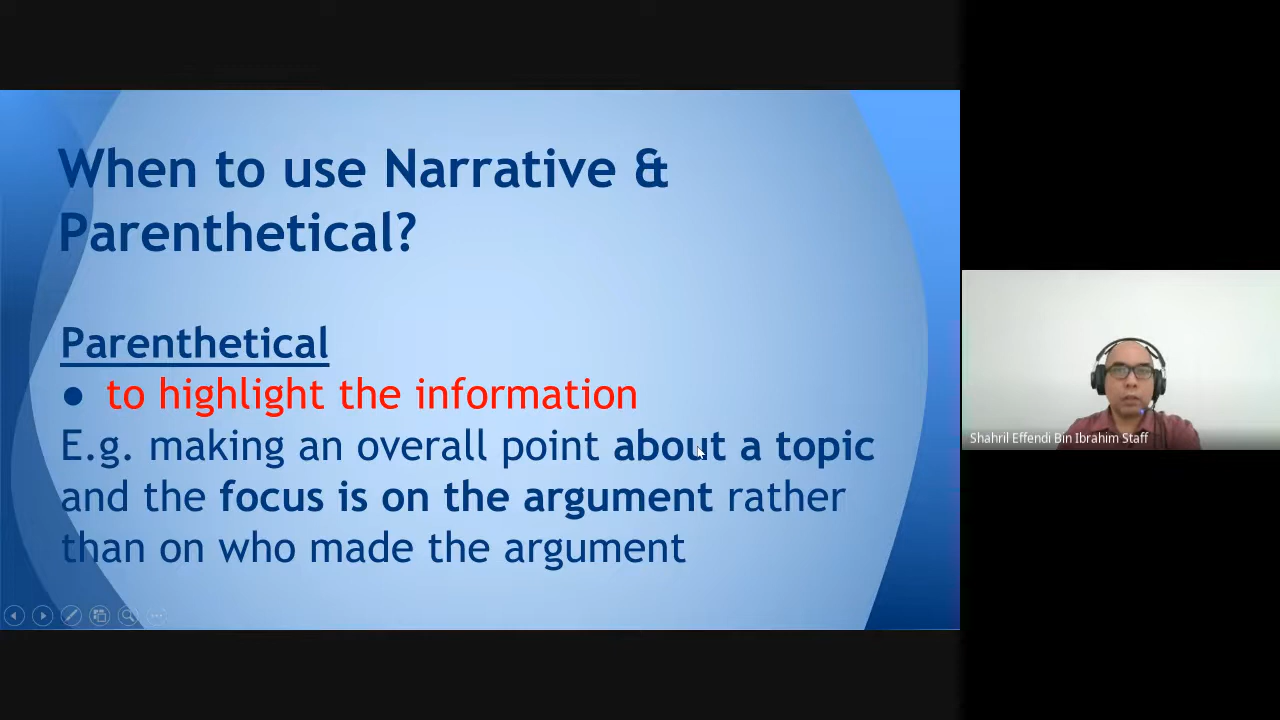 When to use Narrative &
Parenthetical?
Parenthetical
● to highlight the information
E.g. making an overall point about a topic
and the focus is on the argument rather
than on who made the argument
Shahril Effendi Bin Ibrahim Staff